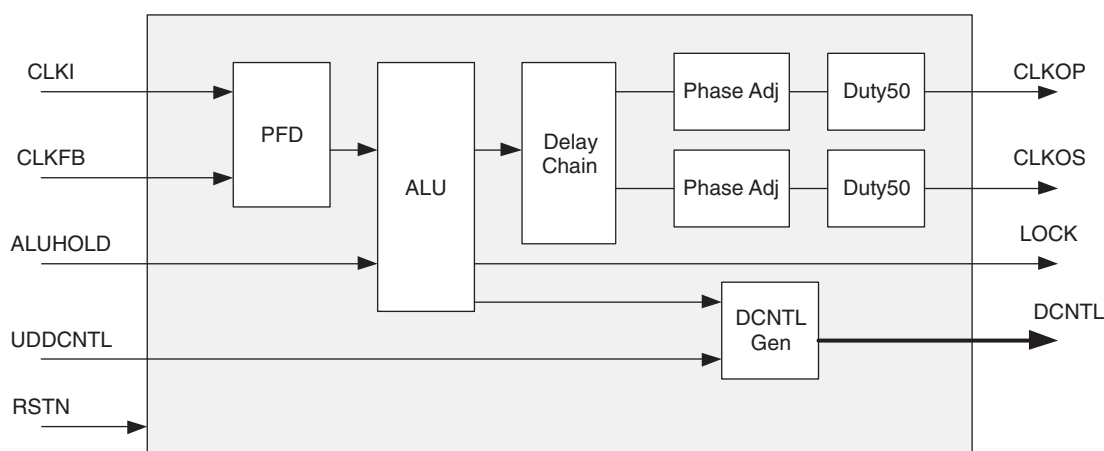 CLKI
CLKFB
ALUHOLD
UDDCNTL
RSTN
PFD
ALU
Delay
Chain
Phase Adj
Duty50
Phase Adj
Duty50
DCNTL
Gen
CLKOP
CLKOS
LOCK
DCNTL